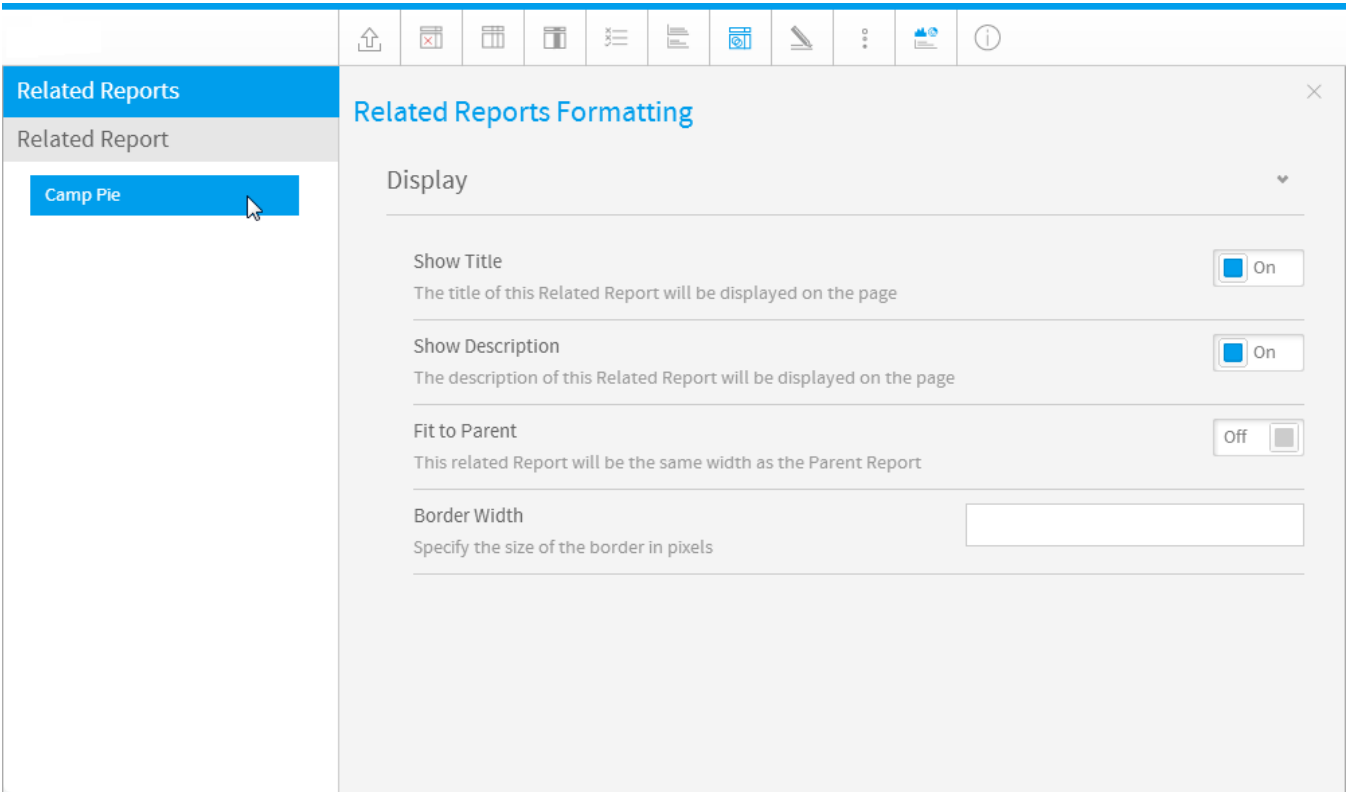 Related Reports
Related Report
Camp Pie
Related Reports Formatting
Display
Show Title
On
The title of this Related Report will be displayed on the page
Show Description
On
The description of this Related Report will be displayed on the page
Fit to Parent
Off
This related Report will be the same width as the Parent Report
Border Width
Specify the size of the border in pixels